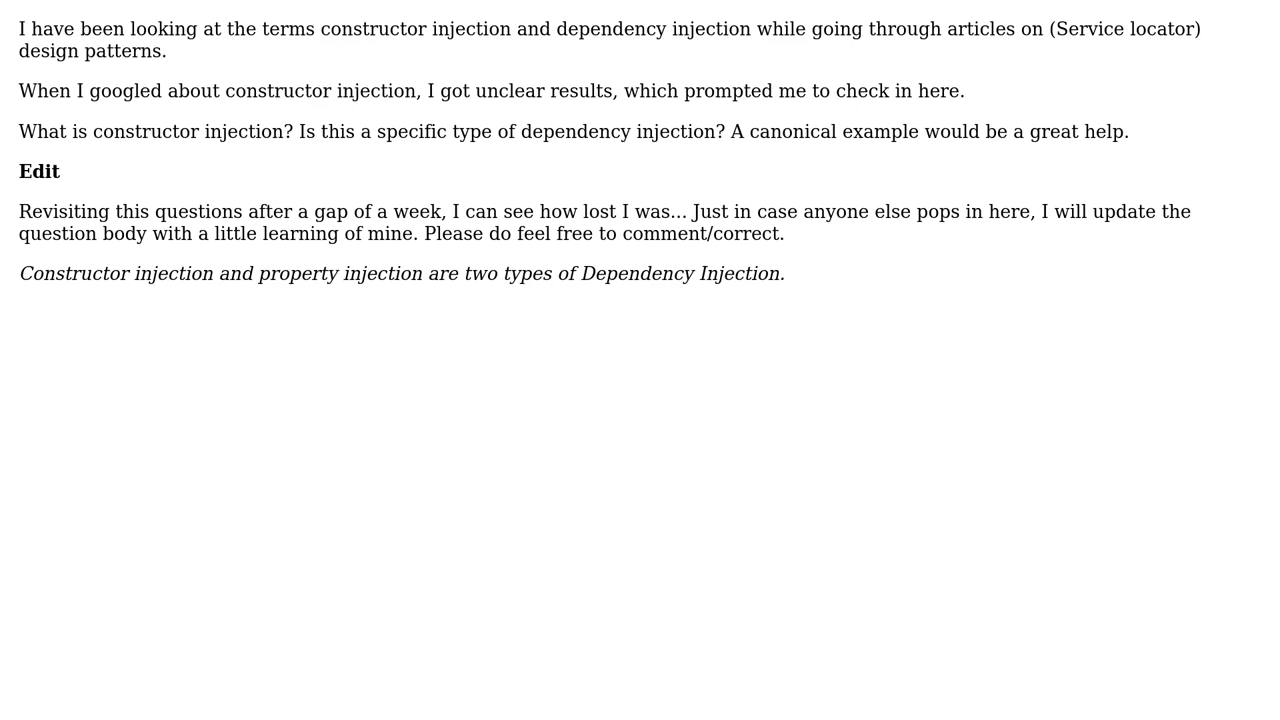 I have been looking at the terms constructor injection and dependency injection while going through articles on (Service locator)
design patterns.
When I googled about constructor injection, I got unclear results, which prompted me to check in here.
What is constructor injection? Is this a specific type of dependency injection? A canonical example would be a great help.
Edit
Revisiting this questions after a gap of a week, I can see how lost I was... Just in case anyone else pops in here, I will update the
question body with a little learning of mine. Please do feel free to comment/correct.
Constructor injection and property injection are two types of Dependency Injection.